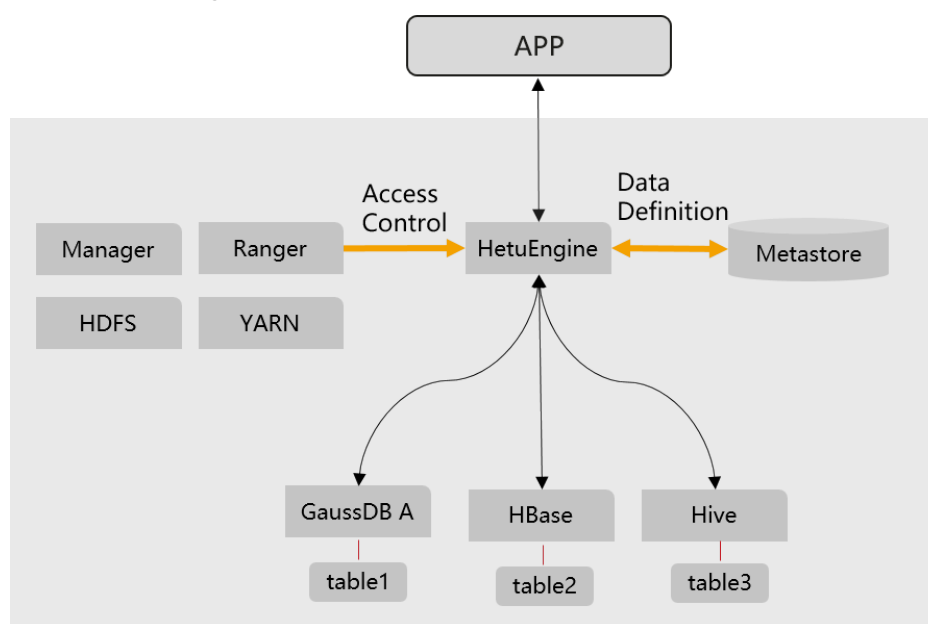 APP
Access
Control
Data
Definition
Manager
Ranger
HetuEngine
Metastore
HDFS
YARN
GaussDB A
HBase
Hive
table1
table2
table3